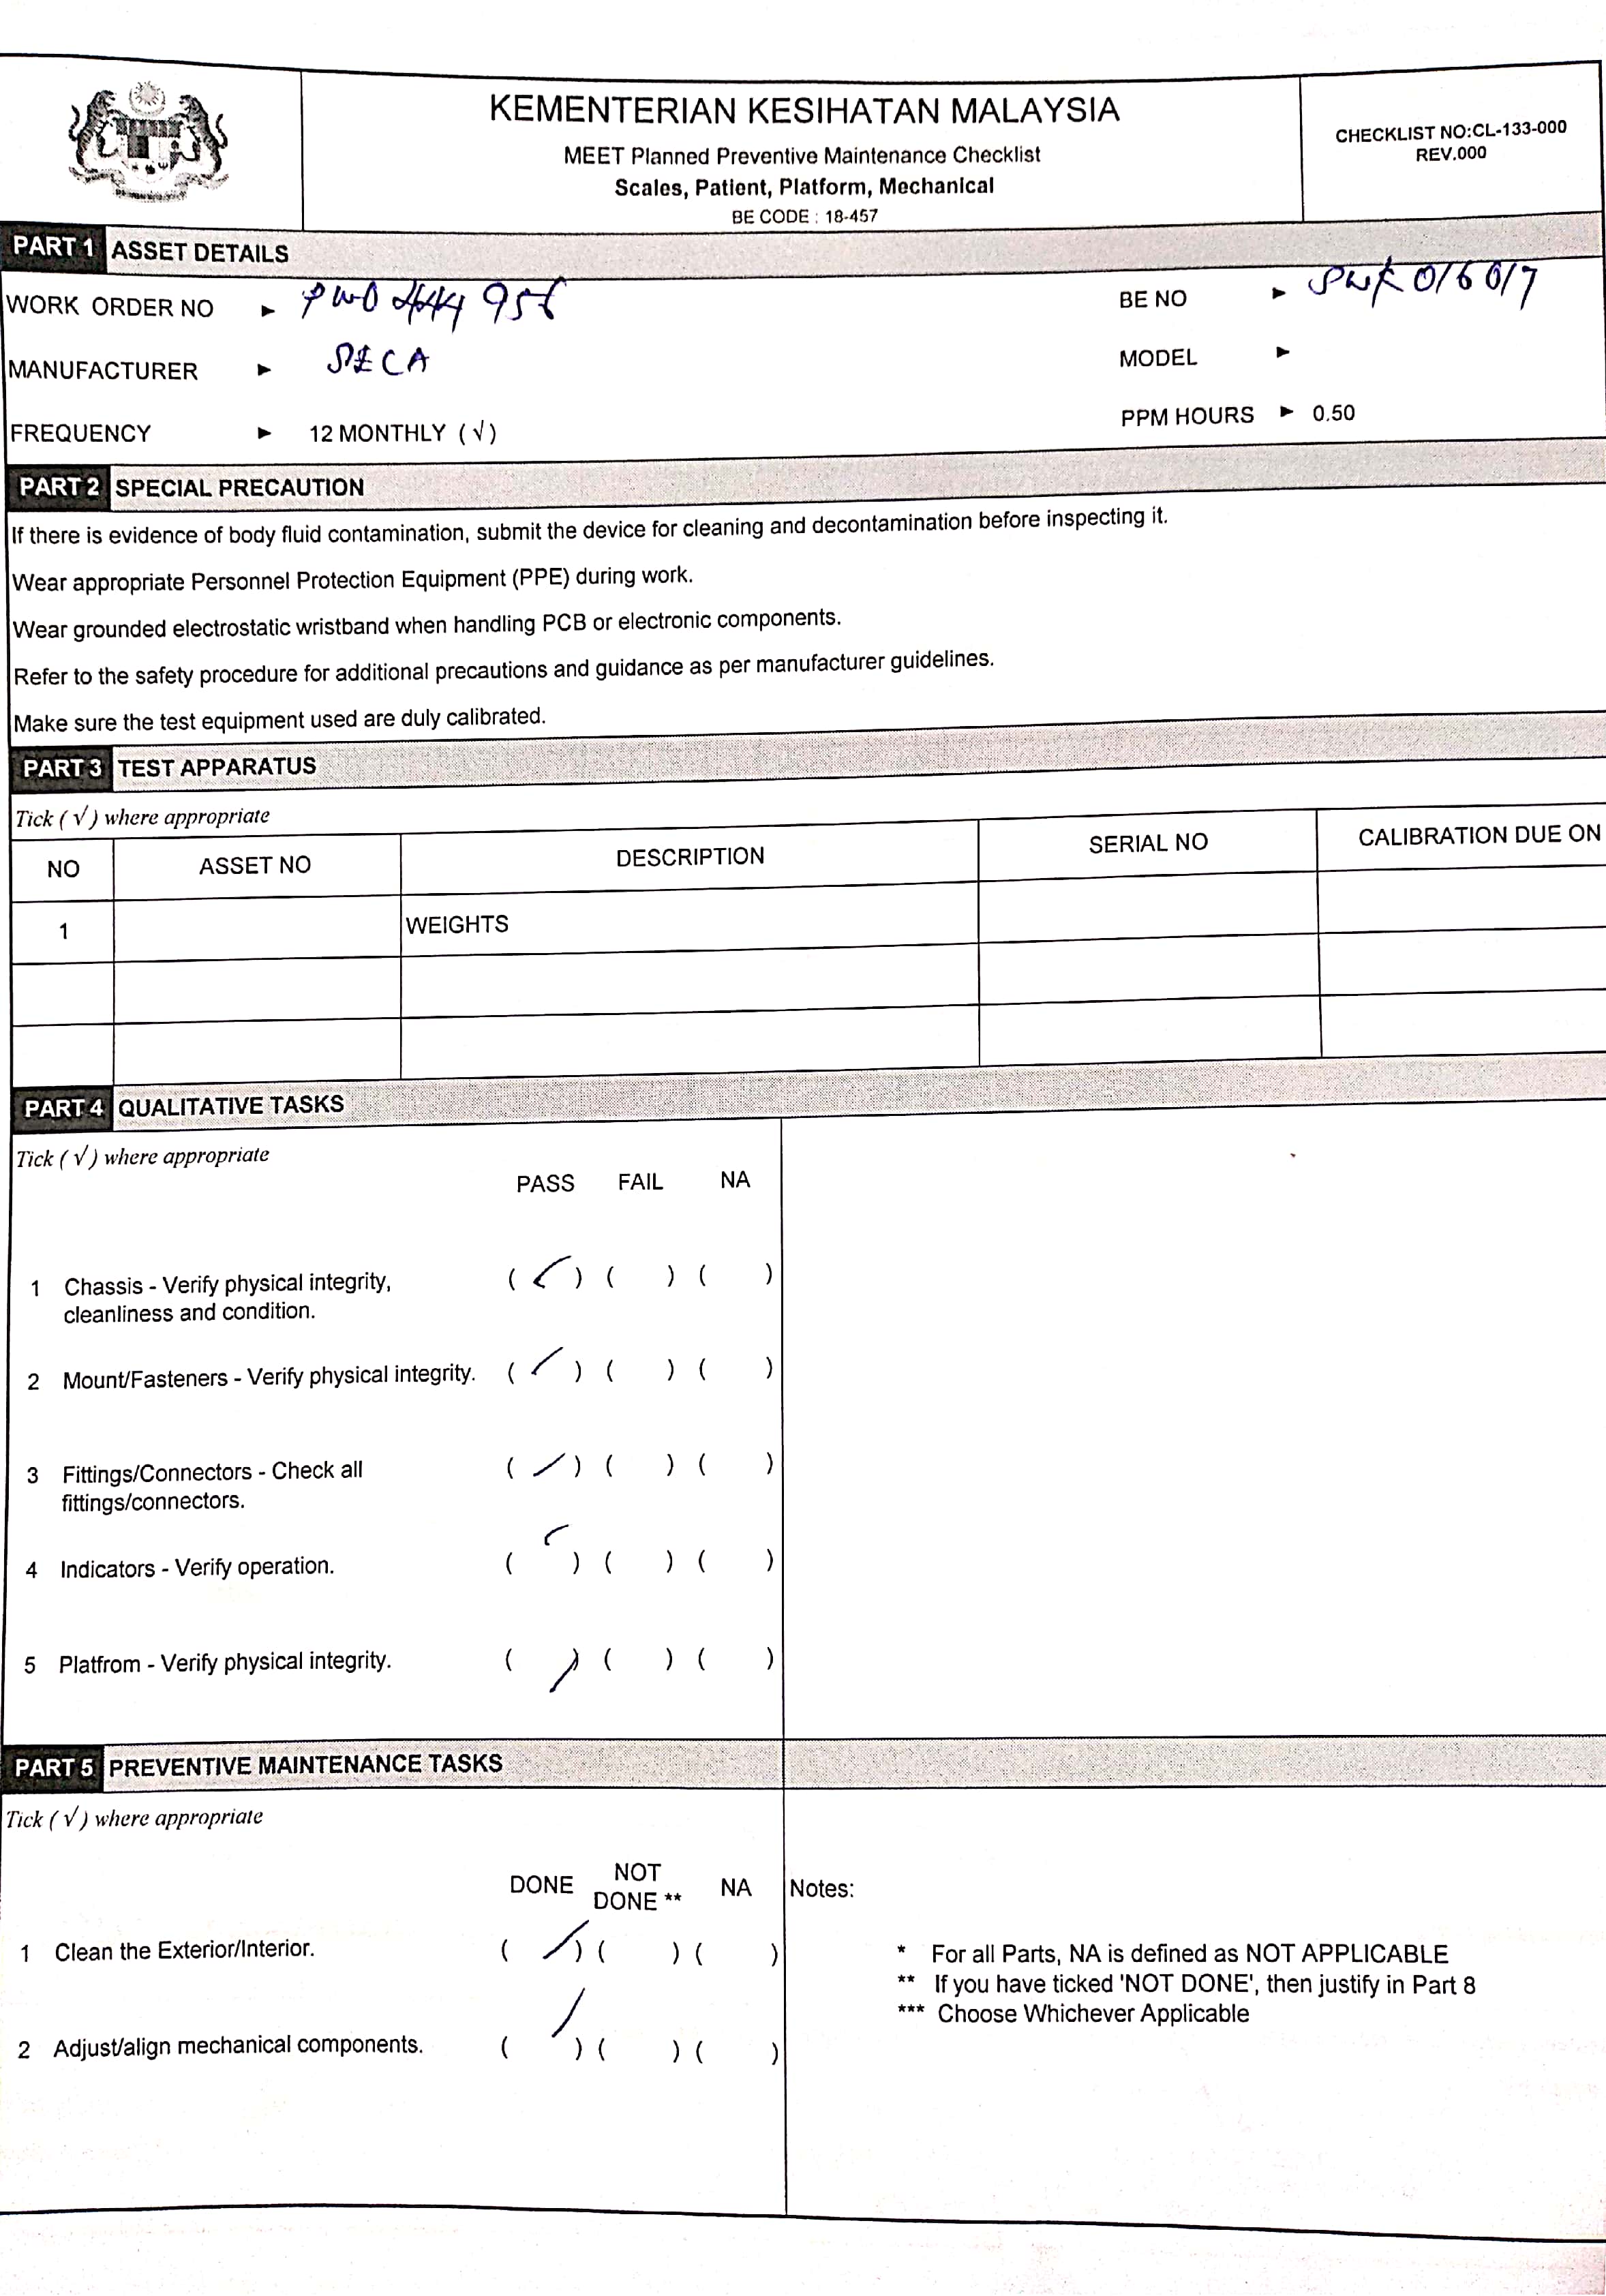 KEMENTERIAN KESIHATAN MALAYSIA
MEET Planned Preventive Maintenance Checklist
Scales, Patient, Platform, Mechanical
BE CODE : 18-457
CHECKLIST NO:CL-133-000
REV.000
PART 1 ASSET DETAILS
WORK ORDER NO ► PWO 444 956
BE NO ► SWK 016017
MANUFACTURER ► SECA
MODEL ►
FREQUENCY ► 12 MONTHLY (√)
PPM HOURS ► 0.50
PART 2 SPECIAL PRECAUTION
If there is evidence of body fluid contamination, submit the device for cleaning and decontamination before inspecting it.
Wear appropriate Personnel Protection Equipment (PPE) during work.
Wear grounded electrostatic wristband when handling PCB or electronic components.
Refer to the safety procedure for additional precautions and guidance as per manufacturer guidelines.
Make sure the test equipment used are duly calibrated.
PART 3 TEST APPARATUS
Tick (√) where appropriate
NO ASSET NO DESCRIPTION SERIAL NO CALIBRATION DUE ON
1 WEIGHTS
PART 4 QUALITATIVE TASKS
Tick (√) where appropriate
PASS FAIL NA
1 Chassis - Verify physical integrity, ( / ) ( ) ( )
cleanliness and condition.
2 Mount/Fasteners - Verify physical integrity. ( / ) ( ) ( )
3 Fittings/Connectors - Check all ( / ) ( ) ( )
fittings/connectors.
4 Indicators - Verify operation. ( / ) ( ) ( )
5 Platfrom - Verify physical integrity. ( / ) ( ) ( )
PART 5 PREVENTIVE MAINTENANCE TASKS
Tick (√) where appropriate
DONE NOT DONE ** NA
1 Clean the Exterior/Interior. ( / ) ( ) ( )
2 Adjust/align mechanical components. ( / ) ( ) ( )
Notes:
* For all Parts, NA is defined as NOT APPLICABLE
** If you have ticked 'NOT DONE', then justify in Part 8
*** Choose Whichever Applicable